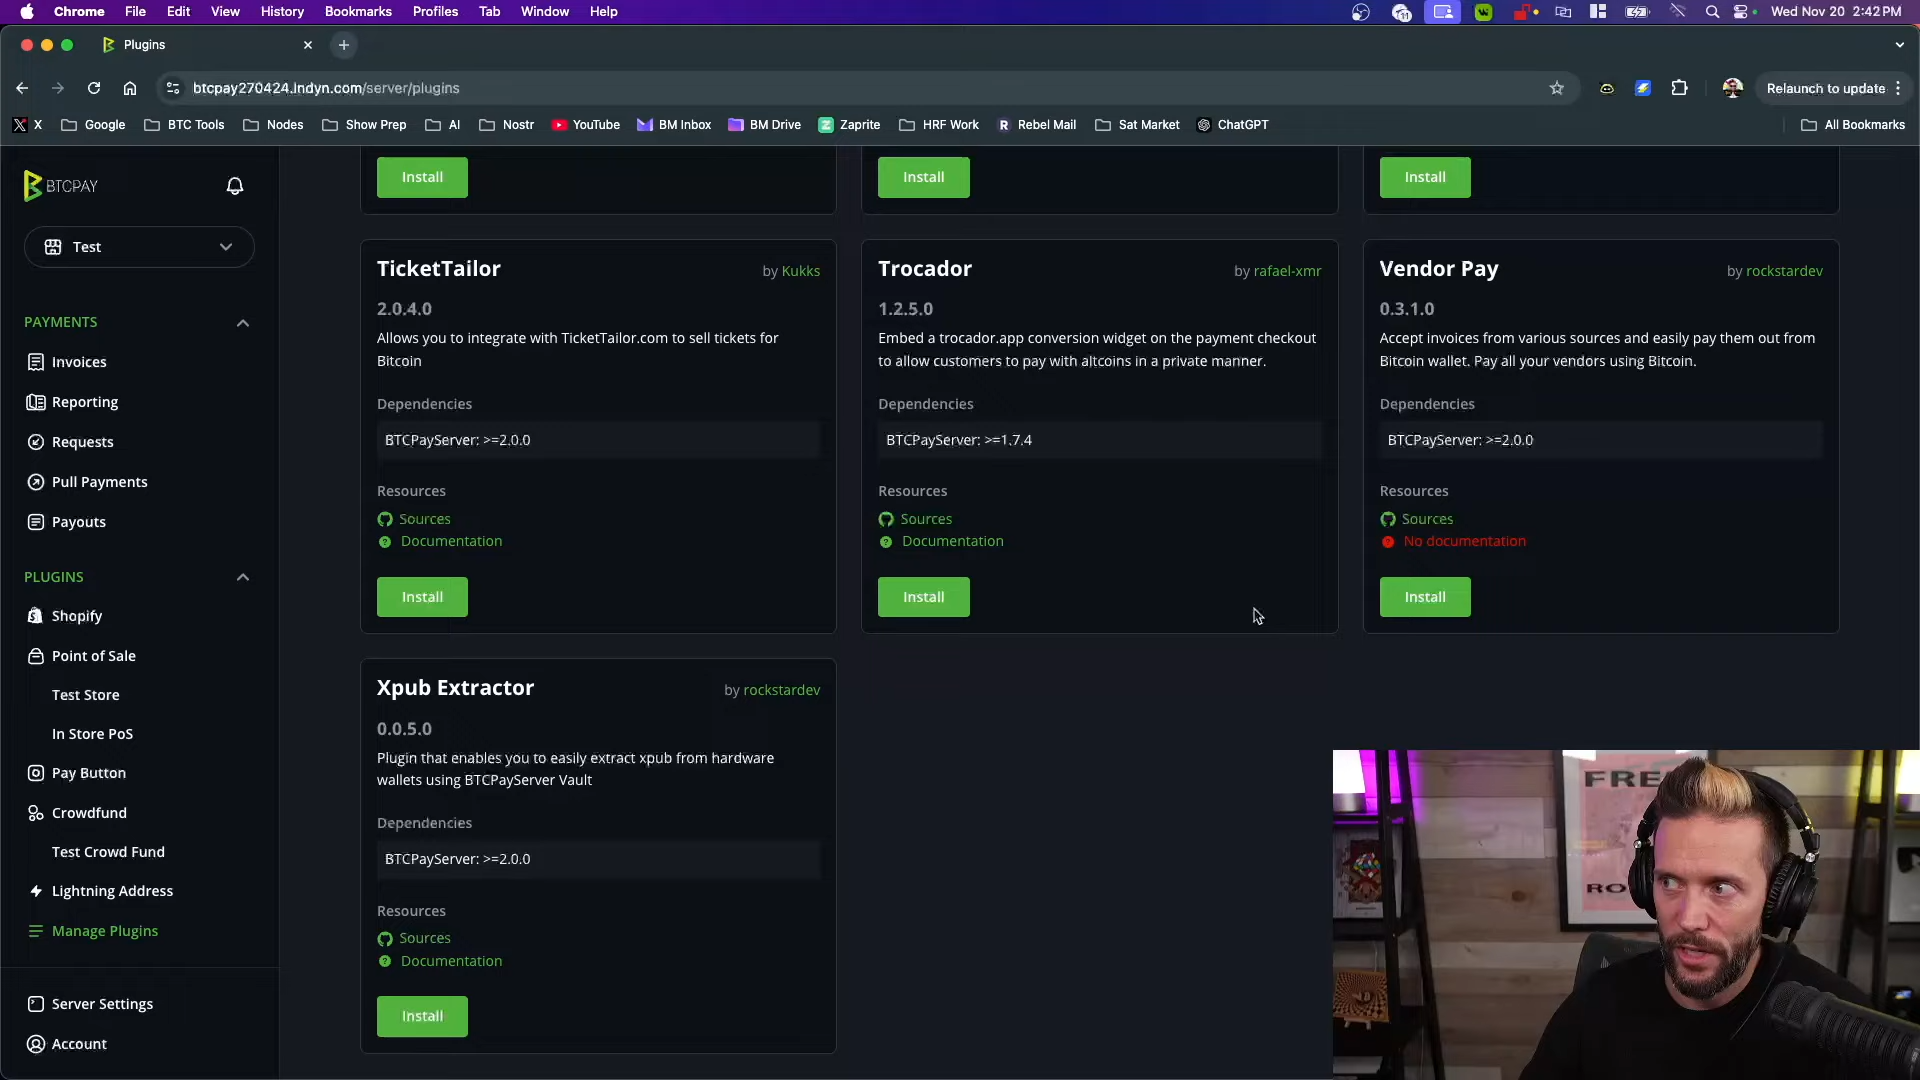 Chrome File Edit View History Bookmarks Profiles Tab Window Help
11
Wed Nov 20 2:42 PM
Plugins
btcpay270424.lndyn.com/server/plugins
Relaunch to update
X Google BTC Tools Nodes Show Prep AI Nostr YouTube BM Inbox BM Drive Zaprite HRF Work Rebel Mail Sat Market ChatGPT All Bookmarks
BTCPAY
Test
PAYMENTS
Invoices
Reporting
Requests
Pull Payments
Payouts
PLUGINS
Shopify
Point of Sale
Test Store
In Store PoS
Pay Button
Crowdfund
Test Crowd Fund
Lightning Address
Manage Plugins
Server Settings
Account
Install
Install
Install
TicketTailor
by Kukks
2.0.4.0
Allows you to integrate with TicketTailor.com to sell tickets for
Bitcoin
Dependencies
BTCPayServer: >=2.0.0
Resources
Sources
Documentation
Install
Trocador
by rafael-xmr
1.2.5.0
Embed a trocador.app conversion widget on the payment checkout
to allow customers to pay with altcoins in a private manner.
Dependencies
BTCPayServer: >=1.7.4
Resources
Sources
Documentation
Install
Vendor Pay
by rockstardev
0.3.1.0
Accept invoices from various sources and easily pay them out from
Bitcoin wallet. Pay all your vendors using Bitcoin.
Dependencies
BTCPayServer: >=2.0.0
Resources
Sources
No documentation
Install
Xpub Extractor
by rockstardev
0.0.5.0
Plugin that enables you to easily extract xpub from hardware
wallets using BTCPayServer Vault
Dependencies
BTCPayServer: >=2.0.0
Resources
Sources
Documentation
Install
FRE
RO